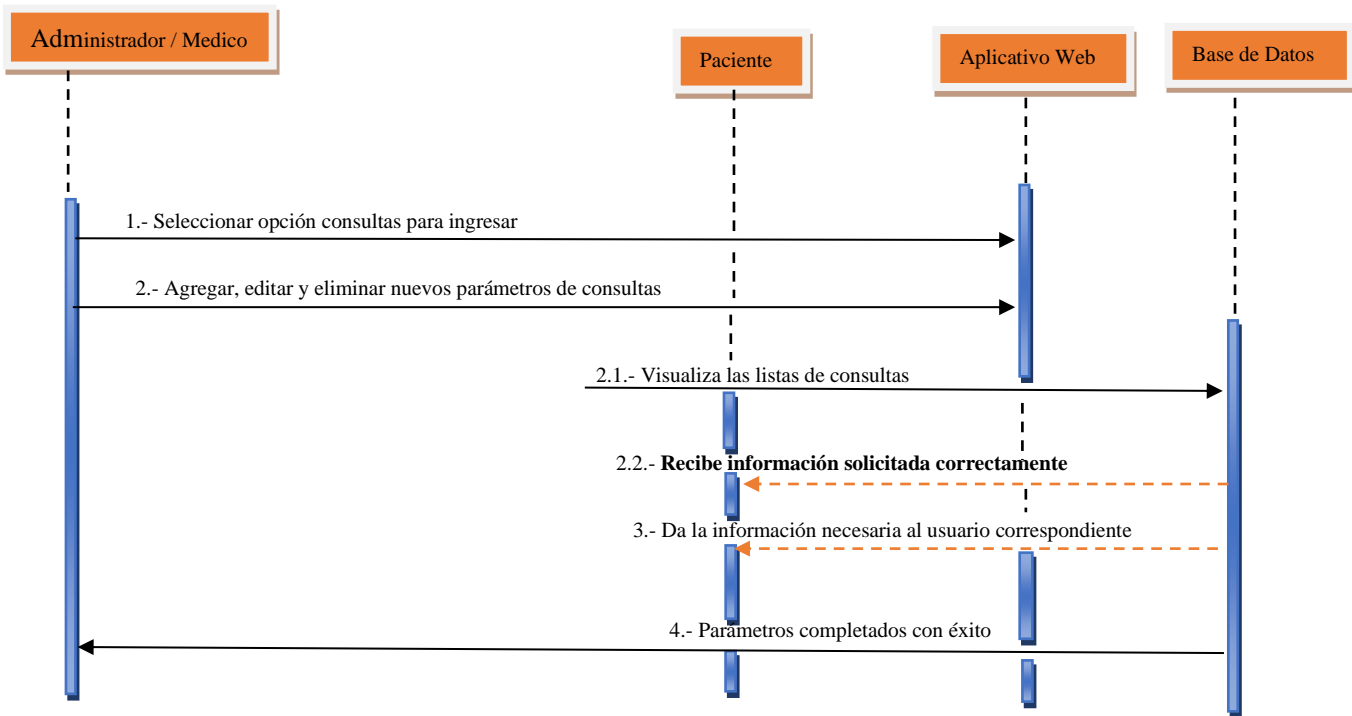 Administrador / Medico
Paciente
Aplicativo Web
Base de Datos
1.- Seleccionar opción consultas para ingresar
2.- Agregar, editar y eliminar nuevos parámetros de consultas
2.1.- Visualiza las listas de consultas
2.2.- Recibe información solicitada correctamente
3.- Da la información necesaria al usuario correspondiente
4.- Parámetros completados con éxito